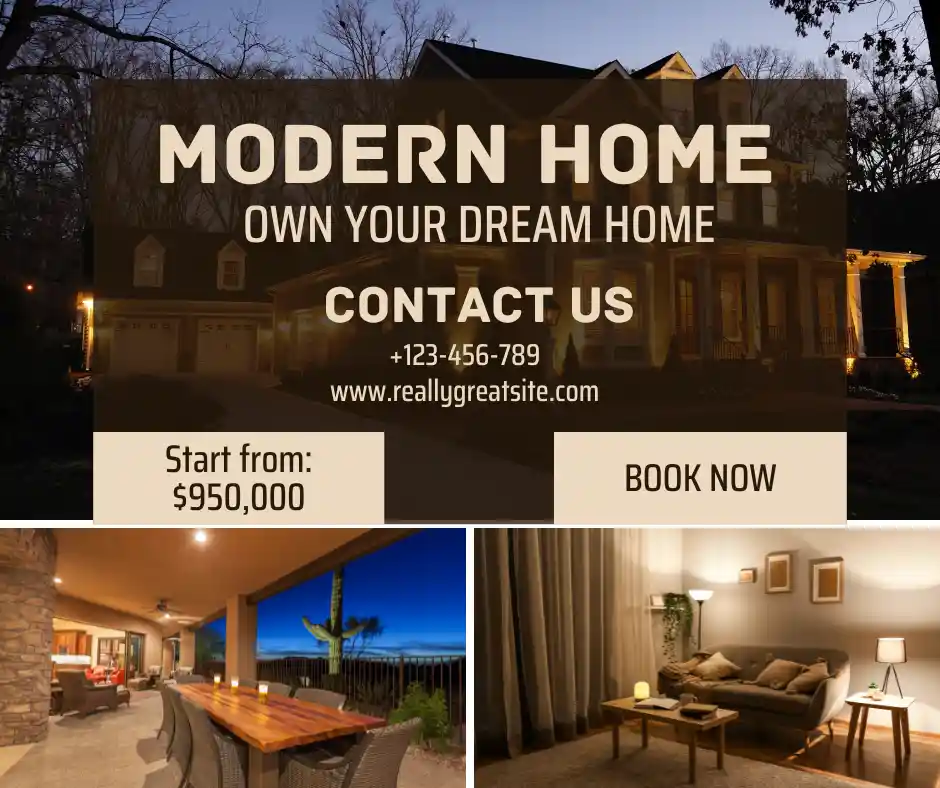 MODERN HOME
OWN YOUR DREAM HOME
CONTACT US
+123-456-789
www.reallygreatsite.com
Start from:
$950,000
BOOK NOW